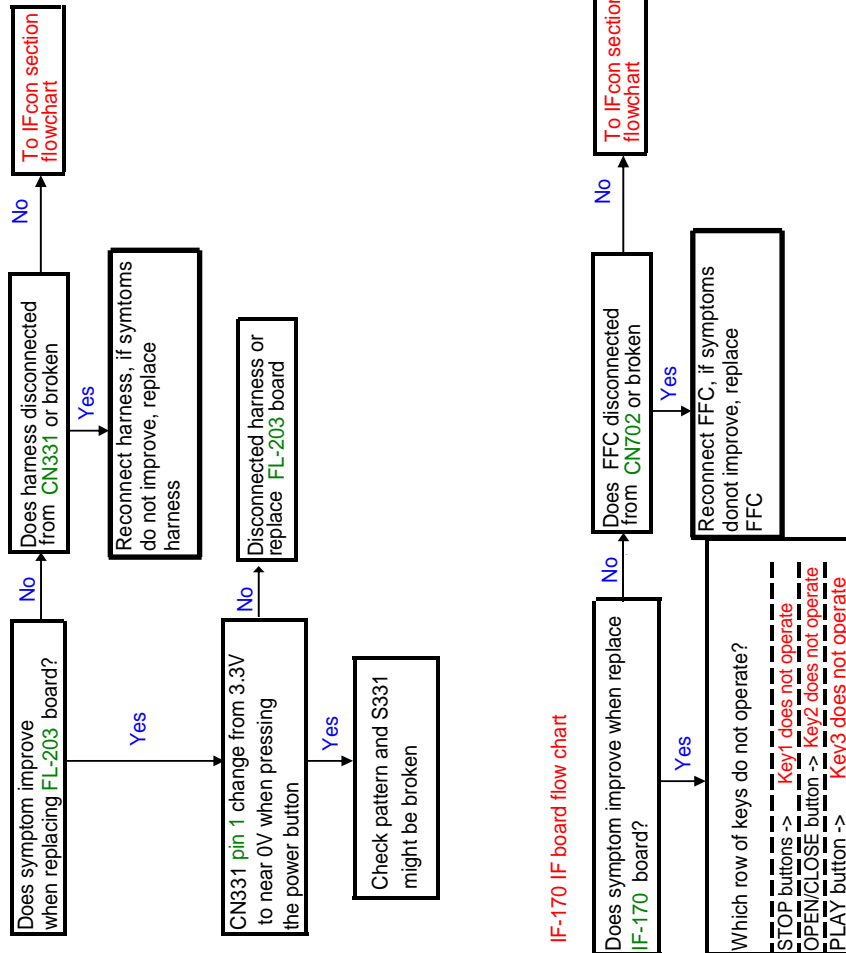 Does symptom improve
when replacing FL-203 board?
No
Does harness disconnected
from CN331 or broken
No
To IFcon section
flowchart
Yes
Reconnect harness, if symtoms
do not improve, replace
harness
Yes
CN331 pin 1 change from 3.3V
to near 0V when pressing
the power button
No
Disconnected harness or
replace FL-203 board
Yes
Check pattern and S331
might be broken
IF-170 IF board flow chart
Does symptom improve when replace
IF-170 board?
No
Does FFC disconnected
from CN702 or broken
No
To IFcon section
flowchart
Yes
Reconnect FFC, if symptoms
donot improve, replace
FFC
Yes
Which row of keys do not operate?
STOP buttons -> Key1 does not operate
OPEN/CLOSE button -> Key2 does not operate
PLAY button -> Key3 does not operate